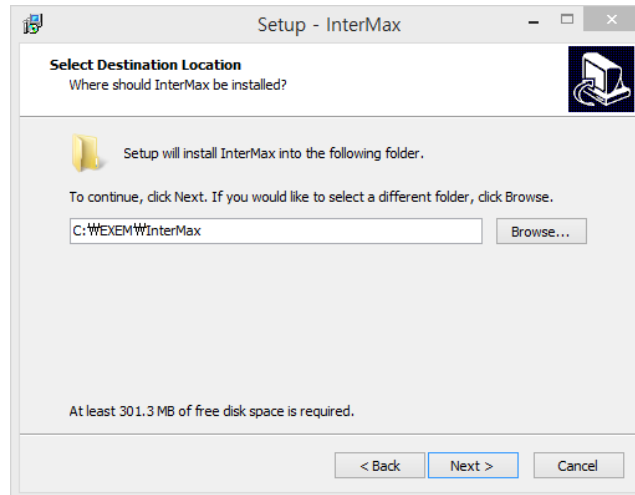 Setup - InterMax
Select Destination Location
Where should InterMax be installed?
Setup will install InterMax into the following folder.
To continue, click Next. If you would like to select a different folder, click Browse.
C:₩EXEM₩InterMax
Browse...
At least 301.3 MB of free disk space is required.
< Back
Next >
Cancel